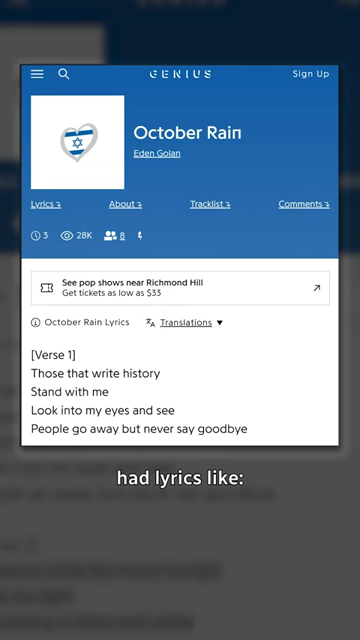 GENIUS
Sign Up
October Rain
Eden Golan
Lyrics
About
Tracklist
Comments
3
28K
8
See pop shows near Richmond Hill
Get tickets as low as $33
October Rain Lyrics
Translations
[Verse 1]
Those that write history
Stand with me
Look into my eyes and see
People go away but never say goodbye
had lyrics like: